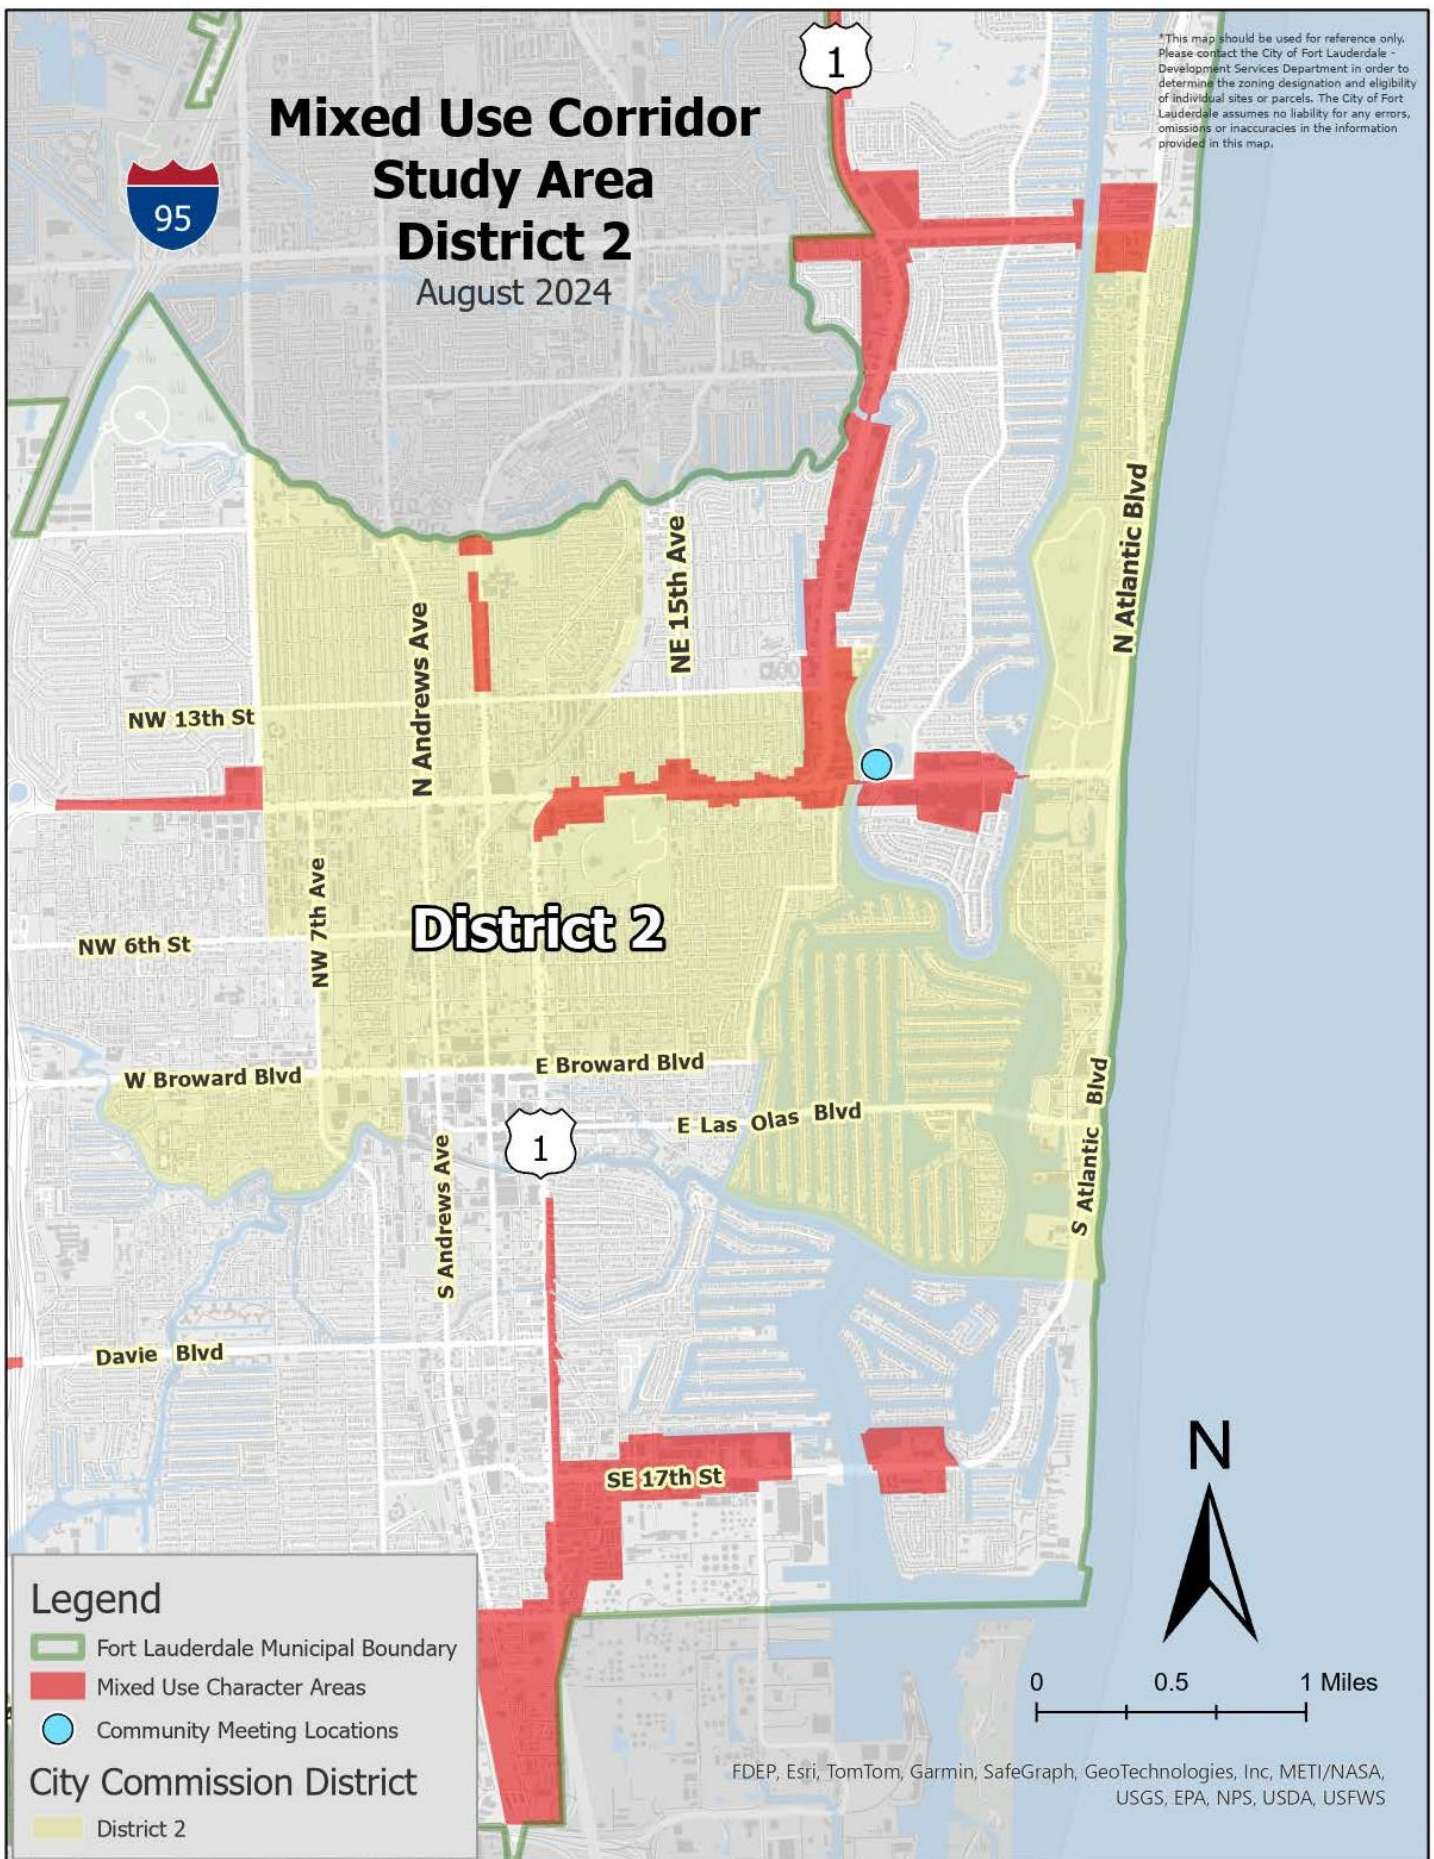 1
*This map should be used for reference only.
Please contact the City of Fort Lauderdale -
Development Services Department in order to
determine the zoning designation and eligibility
of individual sites or parcels. The City of Fort
Lauderdale assumes no liability for any errors,
omissions or inaccuracies in the information
provided in this map.
Mixed Use Corridor
Study Area
District 2
August 2024
95
N Atlantic Blvd
NE 15th Ave
N Andrews Ave
NW 13th St
NW 7th Ave
District 2
NW 6th St
E Broward Blvd
W Broward Blvd
E Las Olas Blvd
1
S Atlantic Blvd
S Andrews Ave
Davie Blvd
SE 17th St
N
Legend
Fort Lauderdale Municipal Boundary
Mixed Use Character Areas
Community Meeting Locations
City Commission District
District 2
0 0.5 1 Miles
FDEP, Esri, TomTom, Garmin, SafeGraph, GeoTechnologies, Inc, METI/NASA,
USGS, EPA, NPS, USDA, USFWS